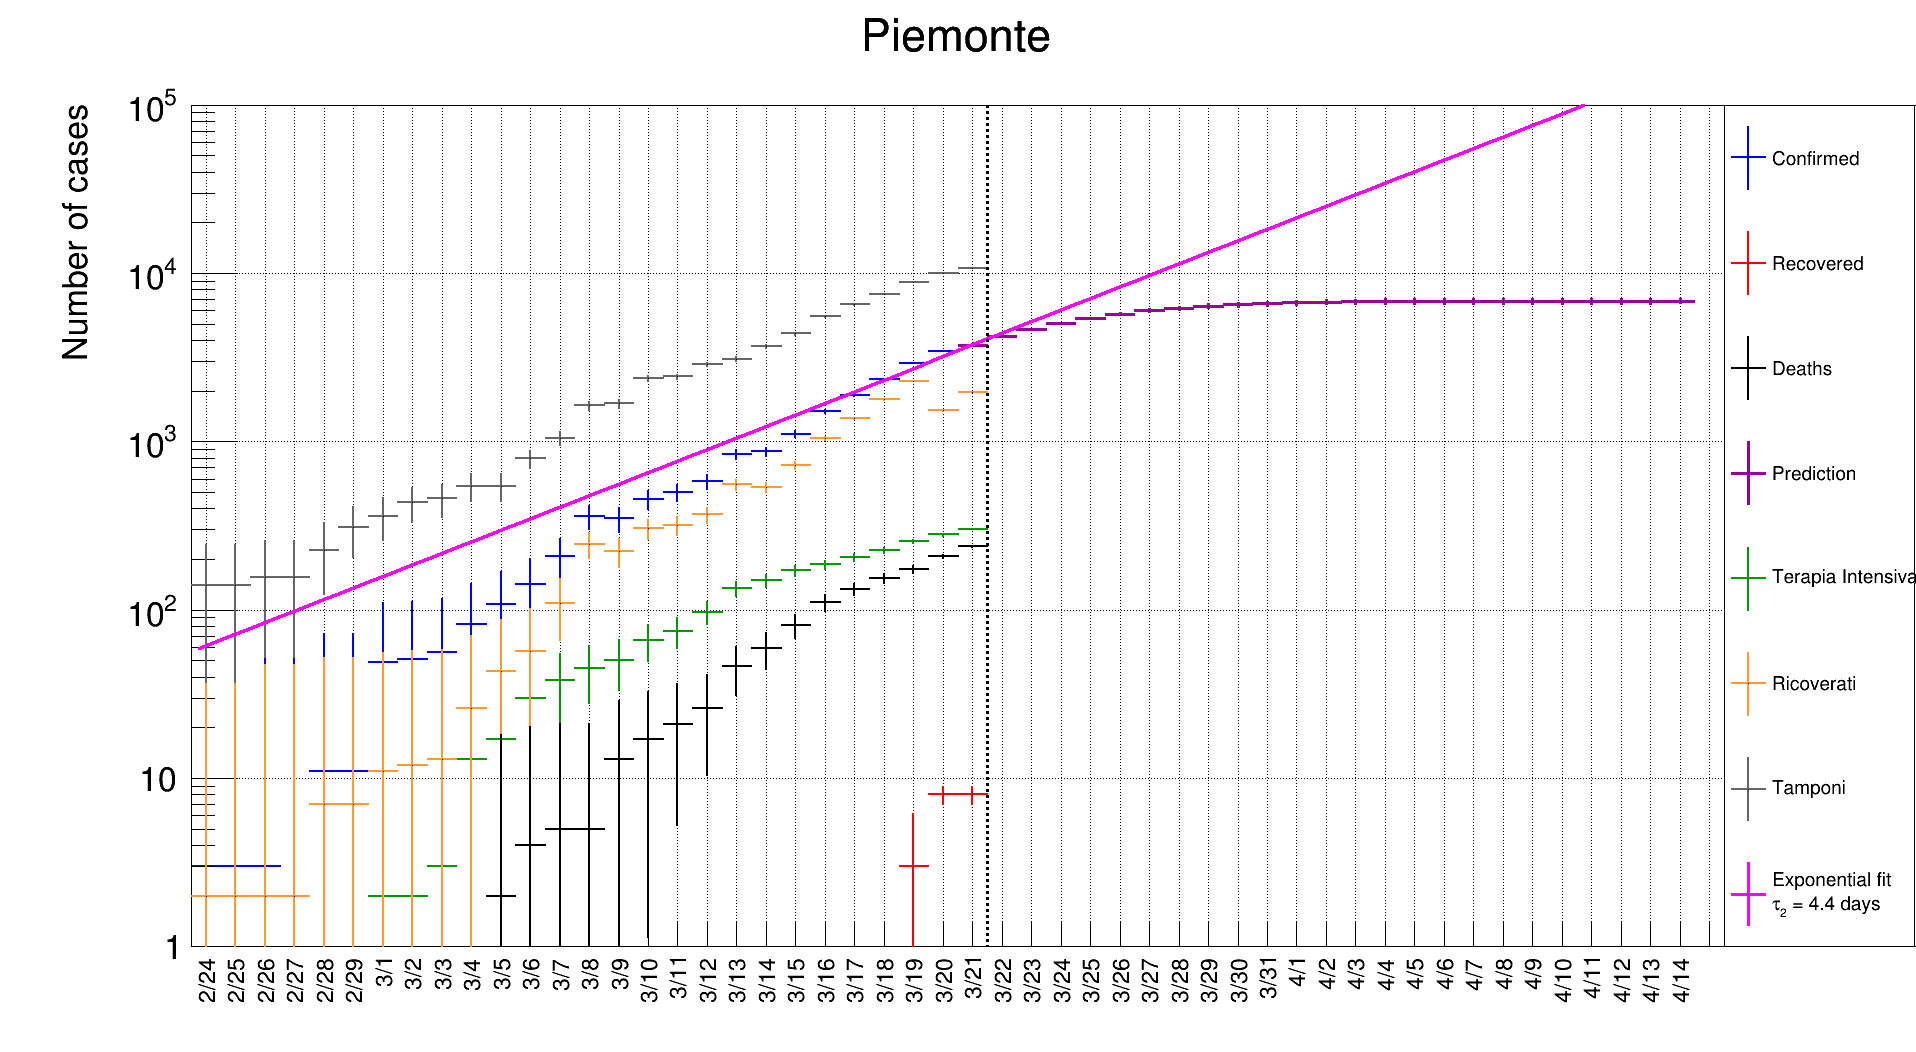 Piemonte
Number of cases
10^5
10^4
10^3
10^2
10
1
2/24 2/25 2/26 2/27 2/28 2/29 3/1 3/2 3/3 3/4 3/5 3/6 3/7 3/8 3/9 3/10 3/11 3/12 3/13 3/14 3/15 3/16 3/17 3/18 3/19 3/20 3/21 3/22 3/23 3/24 3/25 3/26 3/27 3/28 3/29 3/30 3/31 4/1 4/2 4/3 4/4 4/5 4/6 4/7 4/8 4/9 4/10 4/11 4/12 4/13 4/14
Confirmed
Recovered
Deaths
Prediction
Terapia Intensiva
Ricoverati
Tamponi
Exponential fit
τ₂ = 4.4 days